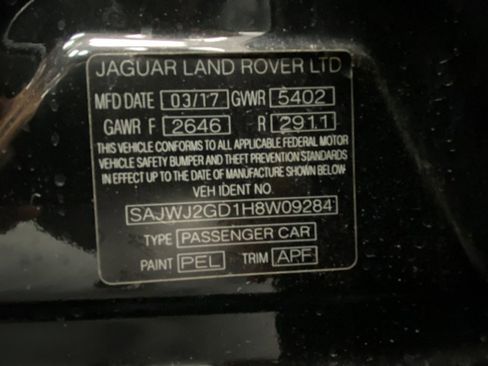 JAGUAR LAND ROVER LTD
MFD DATE 03/17 GVWR 5402
GAWR F 2646 R 2911
THIS VEHICLE CONFORMS TO ALL APPLICABLE FEDERAL MOTOR
VEHICLE SAFETY BUMPER AND THEFT PREVENTION STANDARDS
IN EFFECT TO THE DATE OF MANUFACTURE SHOWN BELOW
VEH IDENT NO.
SAJWJ2GD1H8W09284
TYPE PASSENGER CAR
PAINT PEL TRIM APF